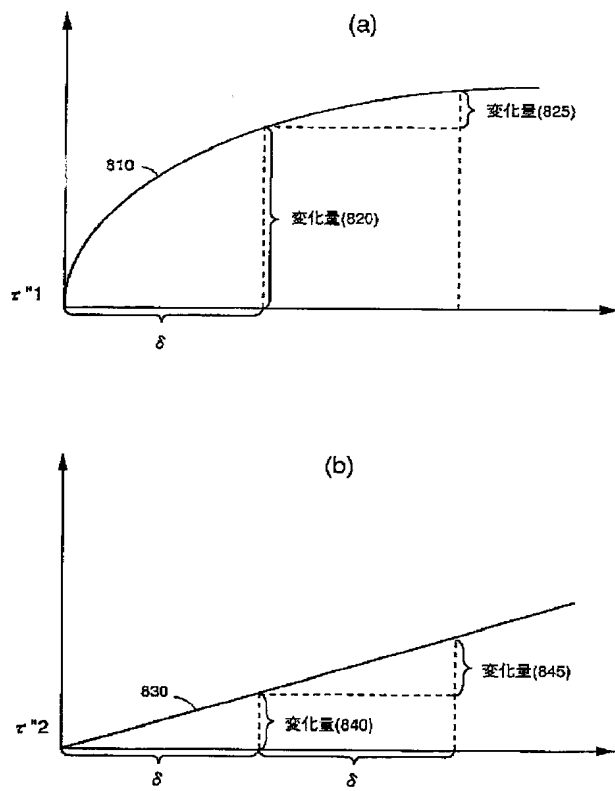 (a)
変化量(825)
810
変化量(820)
τ"1
δ
(b)
変化量(845)
830
変化量(840)
τ"2
δ
δ